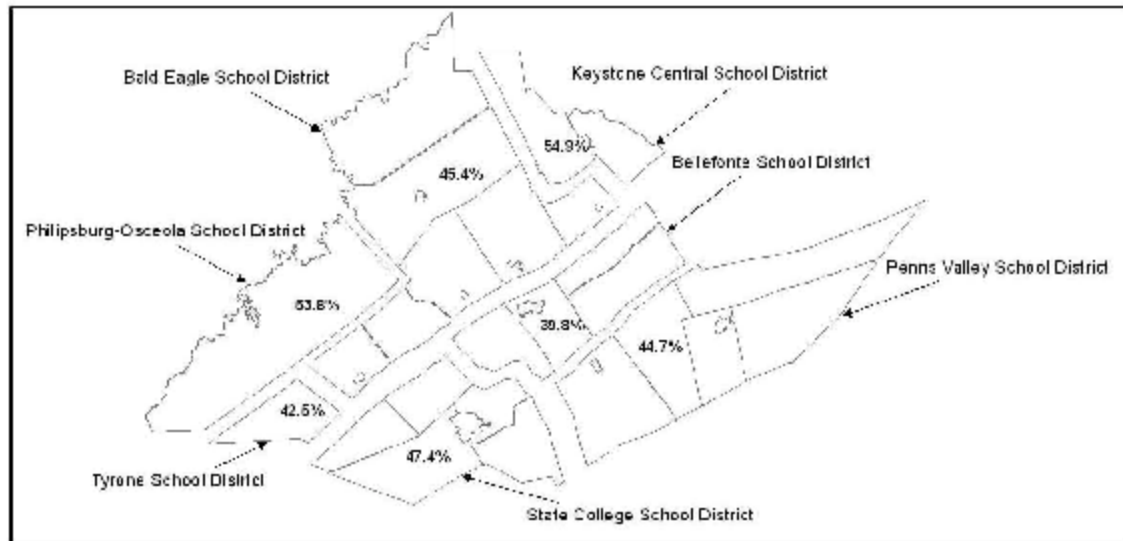 Keystone Central School District
Bald Eagle School District
54.9%
Bellefonte School District
45.4%
Philipsburg-Osceola School District
Penns Valley School District
53.8%
39.8%
44.7%
42.5%
47.4%
Tyrone School District
State College School District